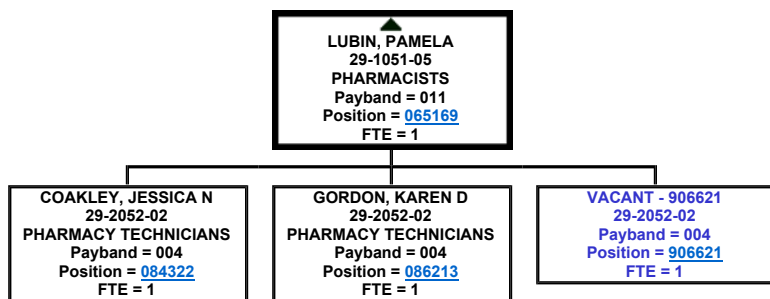 LUBIN, PAMELA
29-1051-05
PHARMACISTS
Payband = 011
Position = 065169
FTE = 1
COAKLEY, JESSICA N
29-2052-02
PHARMACY TECHNICIANS
Payband = 004
Position = 084322
FTE = 1
GORDON, KAREN D
29-2052-02
PHARMACY TECHNICIANS
Payband = 004
Position = 086213
FTE = 1
VACANT - 906621
29-2052-02
Payband = 004
Position = 906621
FTE = 1